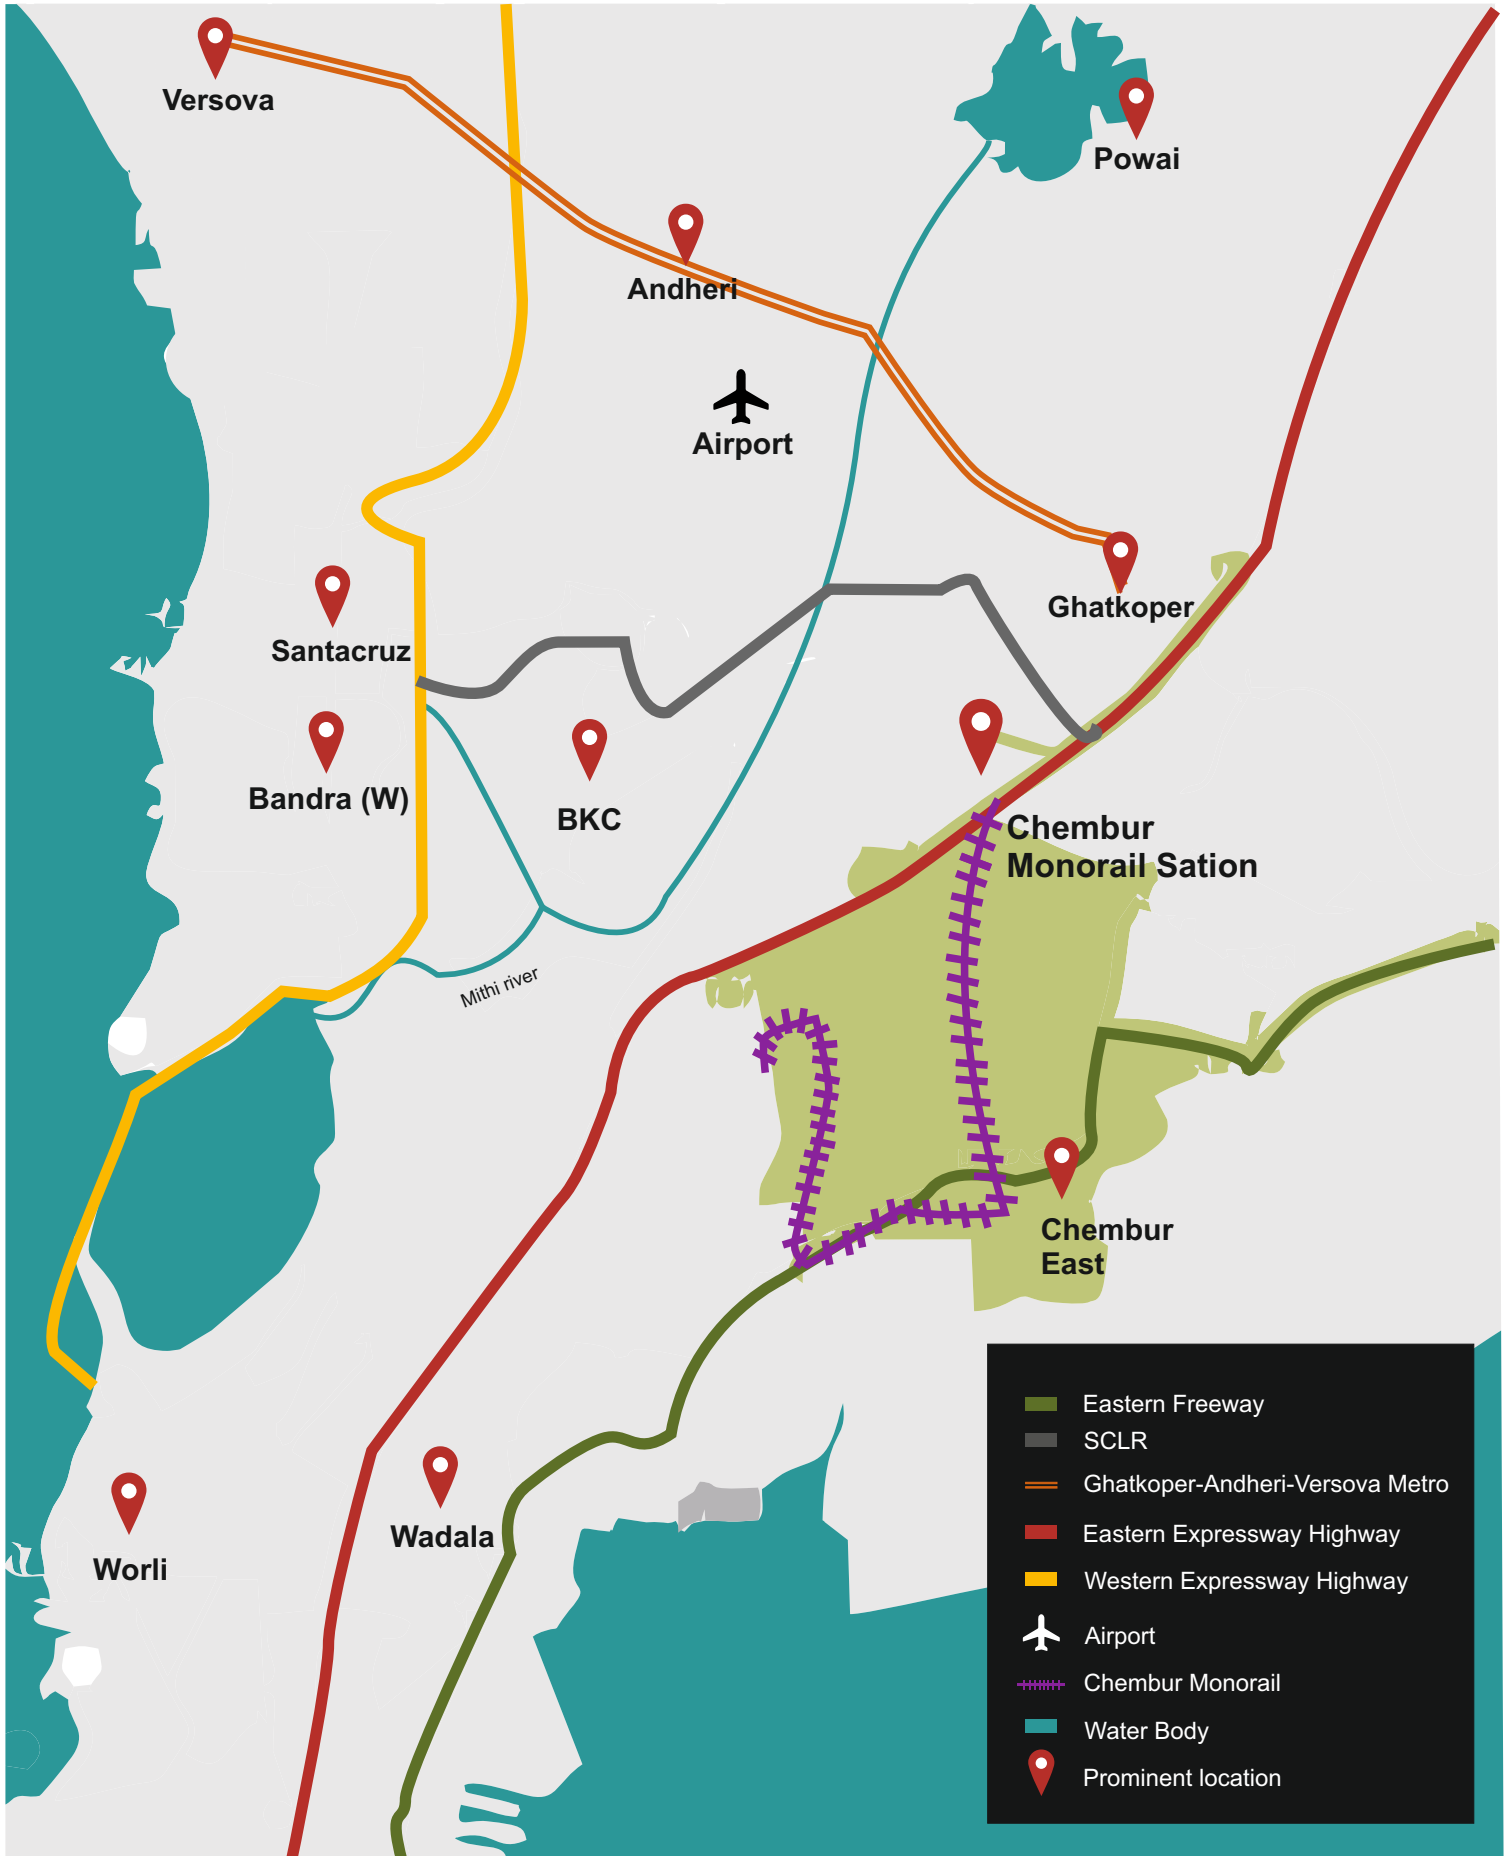 Versova
Powai
Andheri
Airport
Ghatkoper
Santacruz
Bandra (W)
BKC
Chembur
Monorail Sation
Mithi river
Chembur
East
Wadala
Worli
Eastern Freeway
SCLR
Ghatkoper-Andheri-Versova Metro
Eastern Expressway Highway
Western Expressway Highway
Airport
Chembur Monorail
Water Body
Prominent location